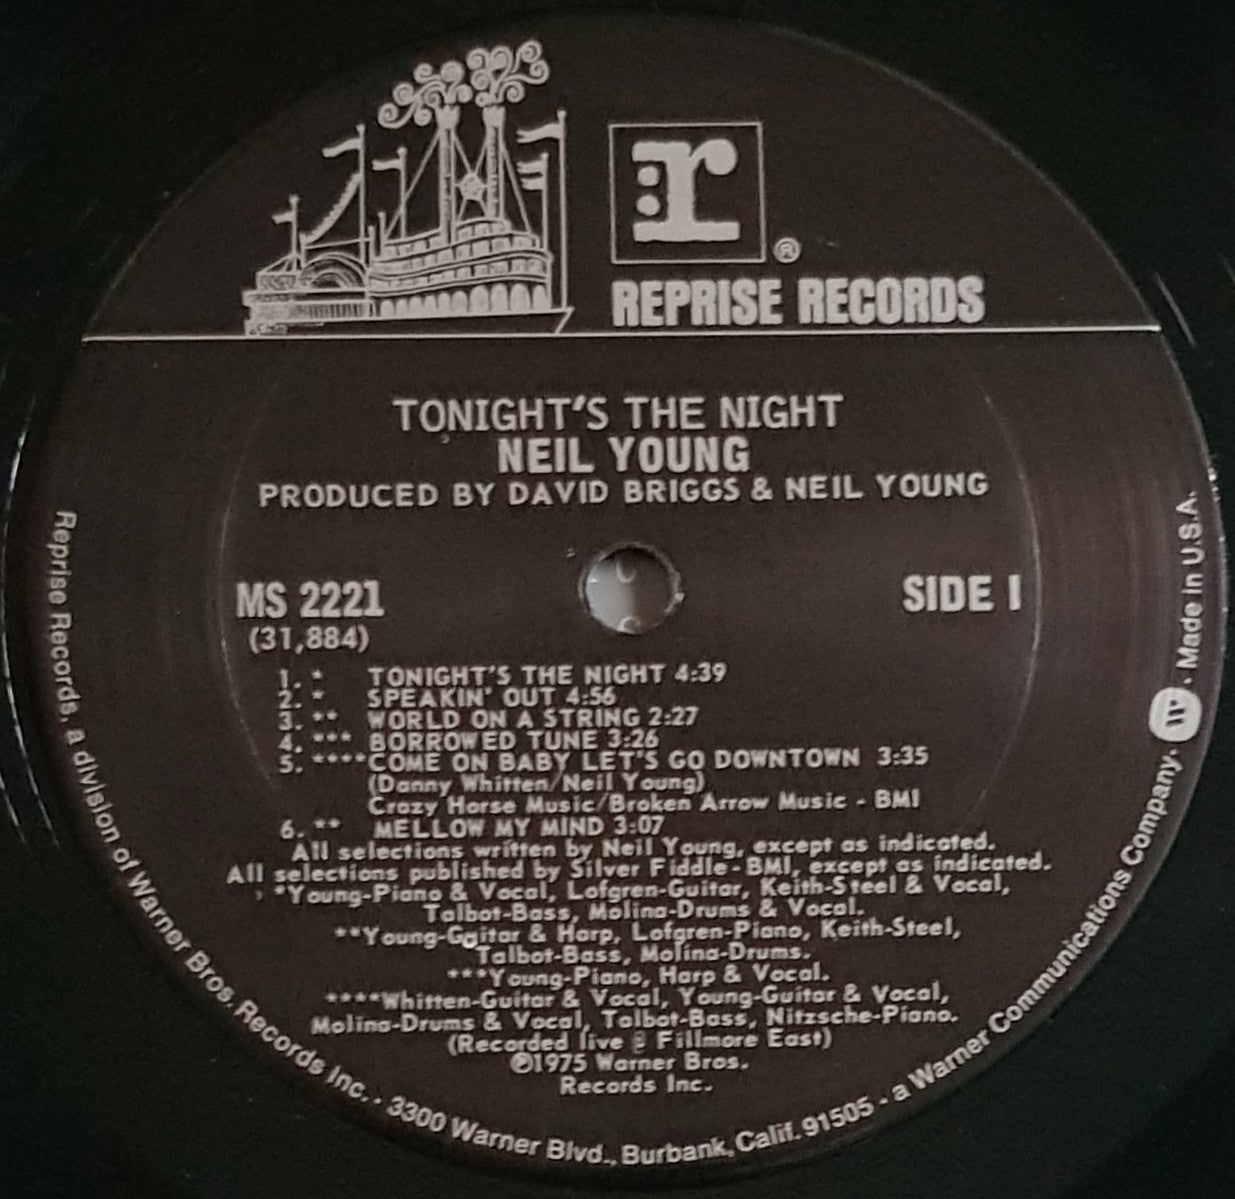 r
®
REPRISE RECORDS
TONIGHT'S THE NIGHT
NEIL YOUNG
PRODUCED BY DAVID BRIGGS & NEIL YOUNG
MS 2221
(31,884)
SIDE 1
1. * TONIGHT'S THE NIGHT 4:39
2. * SPEAKIN' OUT 4:56
3. ** WORLD ON A STRING 2:27
4. *** BORROWED TUNE 3:26
5. ****COME ON BABY LET'S GO DOWNTOWN 3:35
(Danny Whitten/Neil Young)
Crazy Horse Music/Broken Arrow Music - BMI
6. ** MELLOW MY MIND 3:07
All selections written by Neil Young, except as indicated.
All selections published by Silver Fiddle-BMI, except as indicated.
*Young-Piano & Vocal, Lofgren-Guitar, Keith-Steel & Vocal,
Talbot-Bass, Molina-Drums & Vocal.
**Young-Guitar & Harp, Lofgren-Piano, Keith-Steel,
Talbot-Bass, Molina-Drums.
***Young-Piano, Harp & Vocal.
****Whitten-Guitar & Vocal, Young-Guitar & Vocal,
Molina-Drums & Vocal, Talbot-Bass, Nitzsche-Piano.
(Recorded live @ Fillmore East)
℗1975 Warner Bros.
Records Inc.
Reprise Records, a division of Warner Bros. Records Inc. · 3300 Warner Blvd., Burbank, Calif. 91505 · a Warner Communications Company · W · Made in U.S.A.